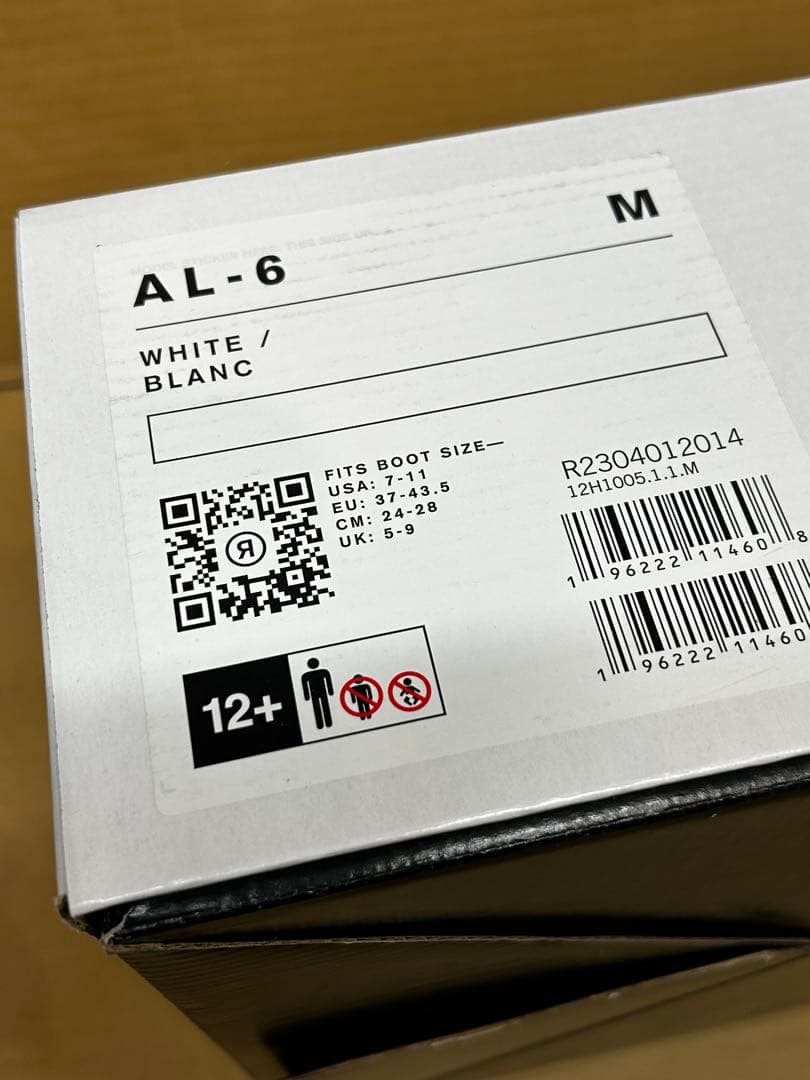 AL-6
M
WHITE /
BLANC
FITS BOOT SIZE—
USA: 7-11
EU: 37-43.5
CM: 24-28
UK: 5-9
R2304012014
12H1005.1.1.M
1 96222 11460 8
1 96222 11460
12+